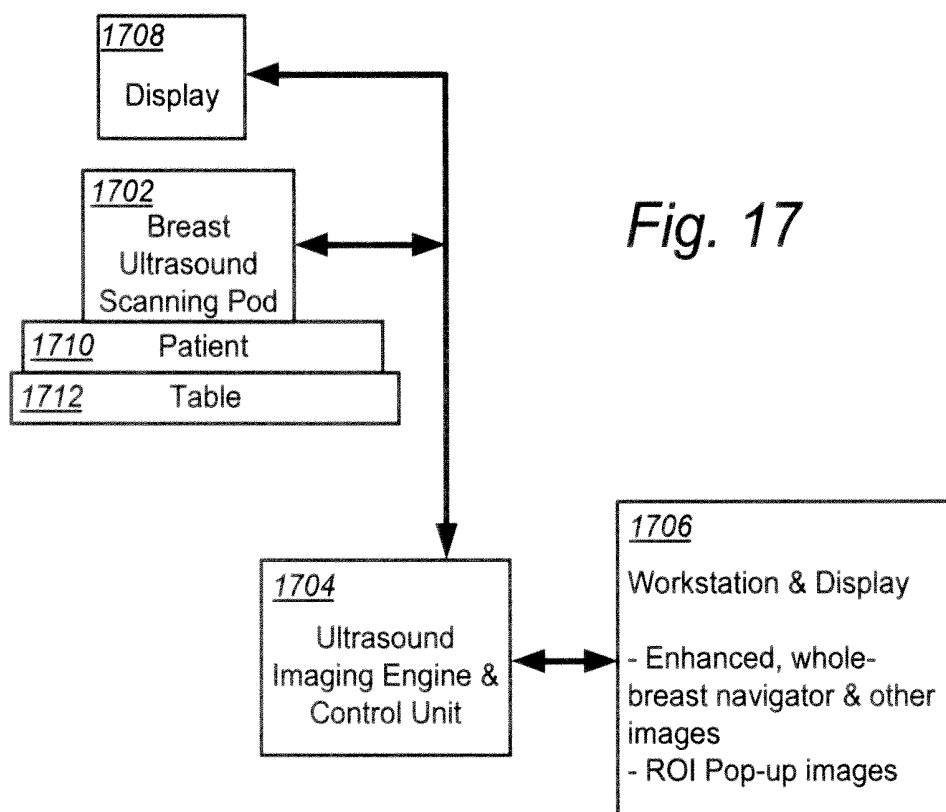 1708
Display
1702
Breast
Ultrasound
Scanning Pod
Fig. 17
1710 Patient
1712 Table
1704
Ultrasound
Imaging Engine &
Control Unit
1706
Workstation & Display
- Enhanced, whole-
breast navigator & other
images
- ROI Pop-up images